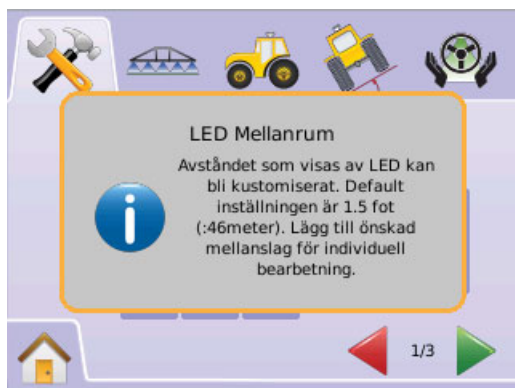 LED Mellanrum
Avståndet som visas av LED kan
bli kustomiserat. Default
inställningen är 1.5 fot
(:46meter). Lägg till önskad
mellanslag för individuell
bearbetning.
1/3